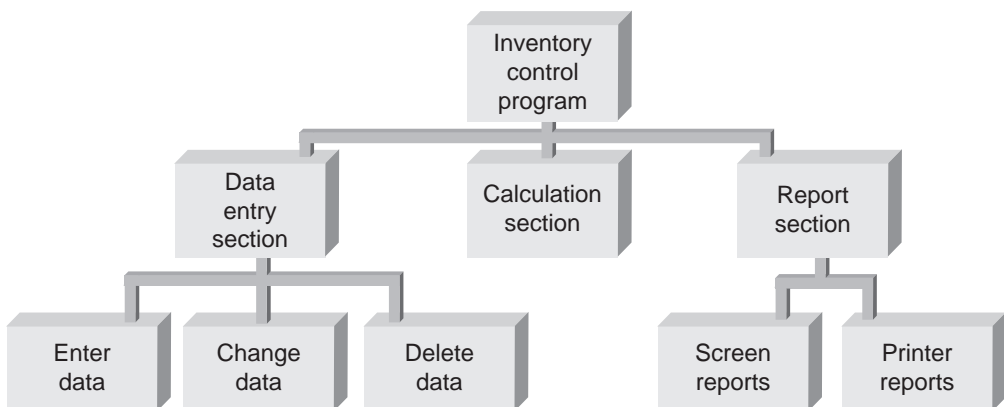 Inventory
control
program
Data
entry
section
Calculation
section
Report
section
Enter
data
Change
data
Delete
data
Screen
reports
Printer
reports